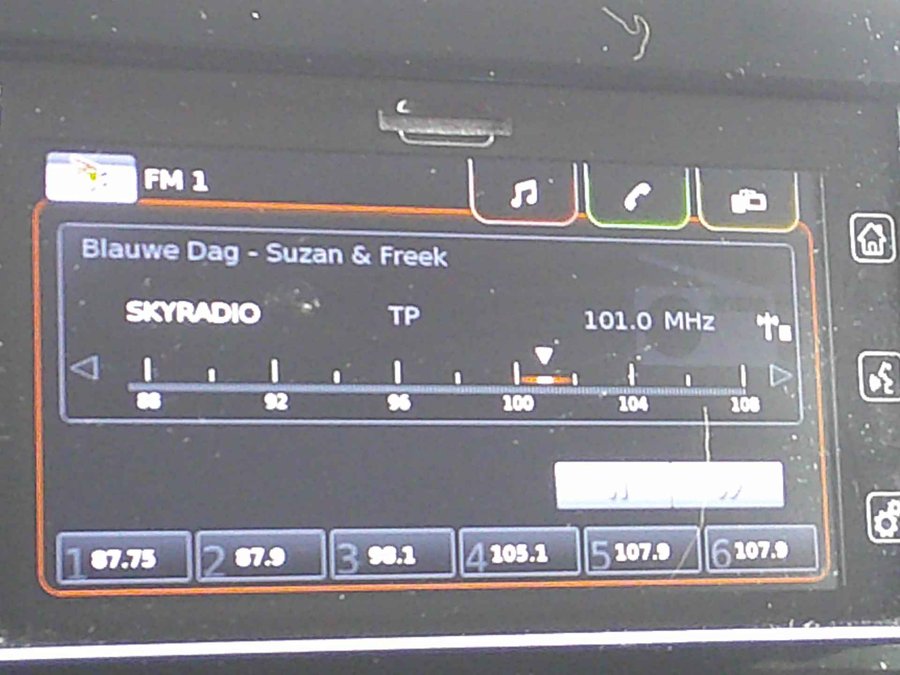 FM 1
Blauwe Dag - Suzan & Freek
SKYRADIO TP 101.0 MHz
88 92 96 100 104 108
1 87.75 2 87.9 3 98.1 4 105.1 5 107.9 6 107.9